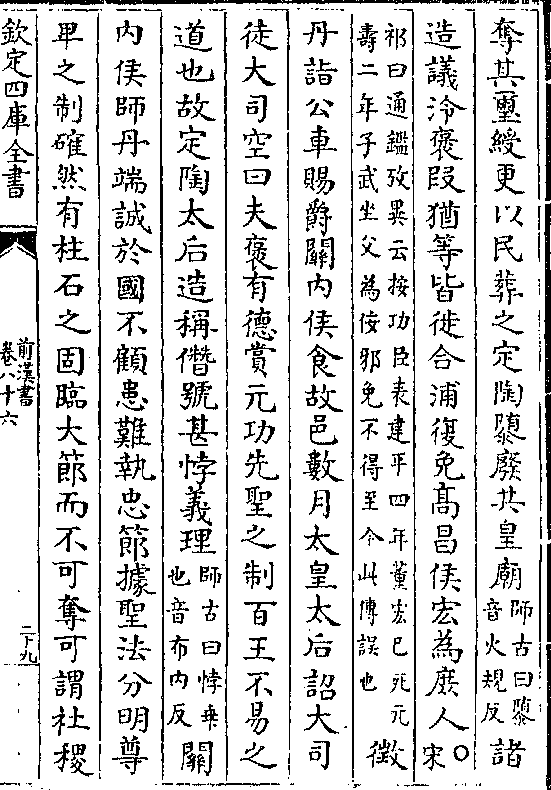 奪其璽綬更以民葬之定陶隳廢其皇廟師古曰隳音火規反諸
造議泠褒叚猶等皆徙合浦復免髙昌侯宏為庶人○宋
祁曰通鑑攷異云按功臣表建平四年董宏已死元
壽二年子武坐父為佞邪免不得至今此傳誤也徵
丹詣公車賜爵關内侯食故邑數月太皇太后詔大司
徒大司空曰夫褒有德賞元功先聖之制百王不易之
道也故定陶太后造稱僭號甚悖義理師古曰悖乖也音布内反關
内侯師丹端誠於國不顧患難執忠節據聖法分明尊
卑之制確然有柱石之固臨大節而不可奪可謂社稷
欽定四庫全書
前漢書
卷八十六
二十九